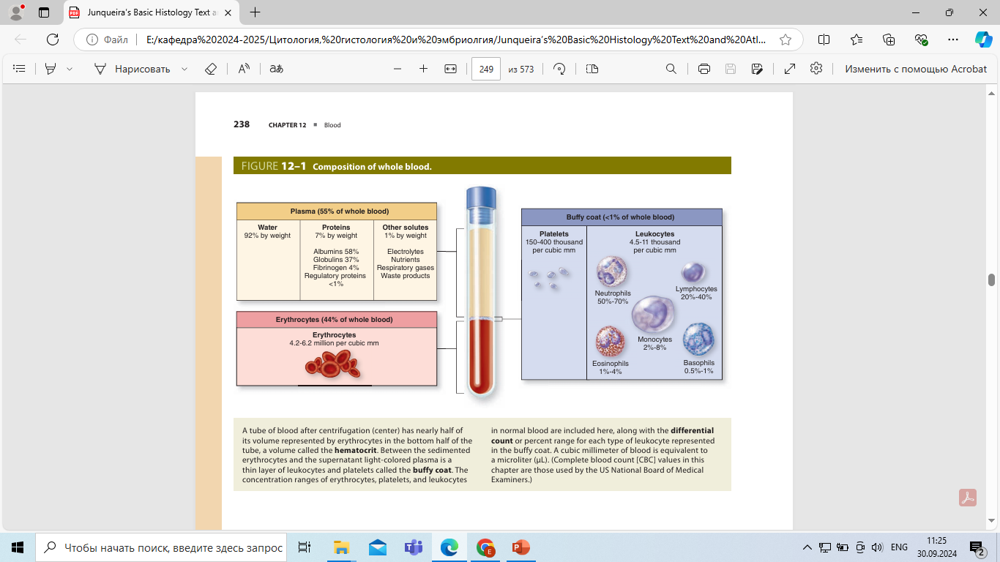 Junqueira's Basic Histology Text a
Файл
E:/кафедра%202024-2025/Цитология,%20гистология%20и%20эмбриолгия/Junqueira's%20Basic%20Histology%20Text%20and%20Atl...
Нарисовать
аあ
249 из 573
Изменить с помощью Acrobat
238 CHAPTER 12 ■ Blood
FIGURE 12–1 Composition of whole blood.
Plasma (55% of whole blood)
Water
92% by weight
Proteins
7% by weight
Albumins 58%
Globulins 37%
Fibrinogen 4%
Regulatory proteins
<1%
Other solutes
1% by weight
Electrolytes
Nutrients
Respiratory gases
Waste products
Erythrocytes (44% of whole blood)
Erythrocytes
4.2-6.2 million per cubic mm
Buffy coat (<1% of whole blood)
Platelets
150-400 thousand
per cubic mm
Leukocytes
4.5-11 thousand
per cubic mm
Neutrophils
50%-70%
Lymphocytes
20%-40%
Monocytes
2%-8%
Eosinophils
1%-4%
Basophils
0.5%-1%
A tube of blood after centrifugation (center) has nearly half of
its volume represented by erythrocytes in the bottom half of the
tube, a volume called the hematocrit. Between the sedimented
erythrocytes and the supernatant light-colored plasma is a
thin layer of leukocytes and platelets called the buffy coat. The
concentration ranges of erythrocytes, platelets, and leukocytes
in normal blood are included here, along with the differential
count or percent range for each type of leukocyte represented
in the buffy coat. A cubic millimeter of blood is equivalent to
a microliter (μL). (Complete blood count [CBC] values in this
chapter are those used by the US National Board of Medical
Examiners.)
Чтобы начать поиск, введите здесь запрос
ENG
11:25
30.09.2024
2